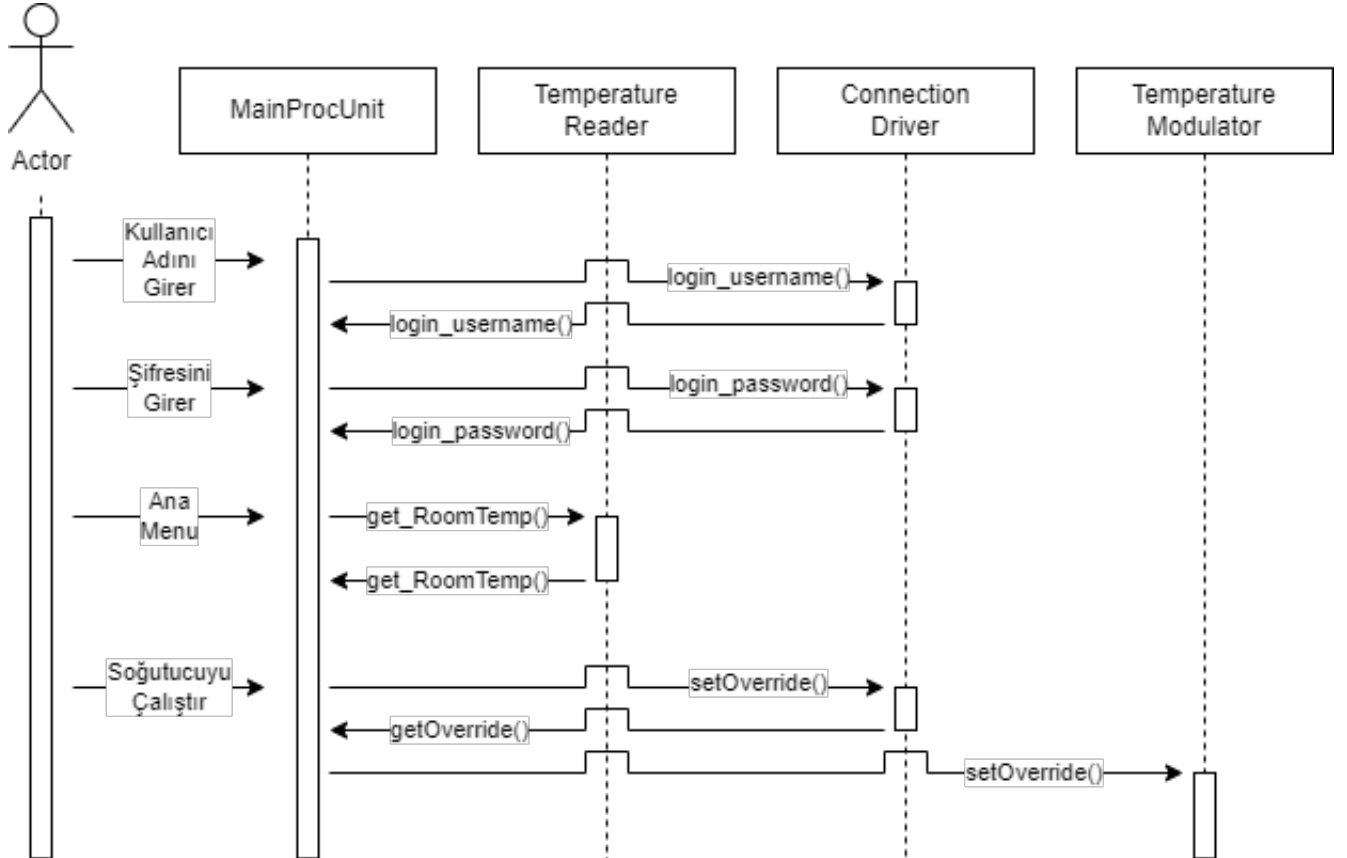 Actor
MainProcUnit
Temperature
Reader
Connection
Driver
Temperature
Modulator
Kullanıcı
Adını
Girer
login_username()
login_username()
Şifresini
Girer
login_password()
login_password()
Ana
Menu
get_RoomTemp()
get_RoomTemp()
Soğutucuyu
Çalıştır
setOverride()
getOverride()
setOverride()